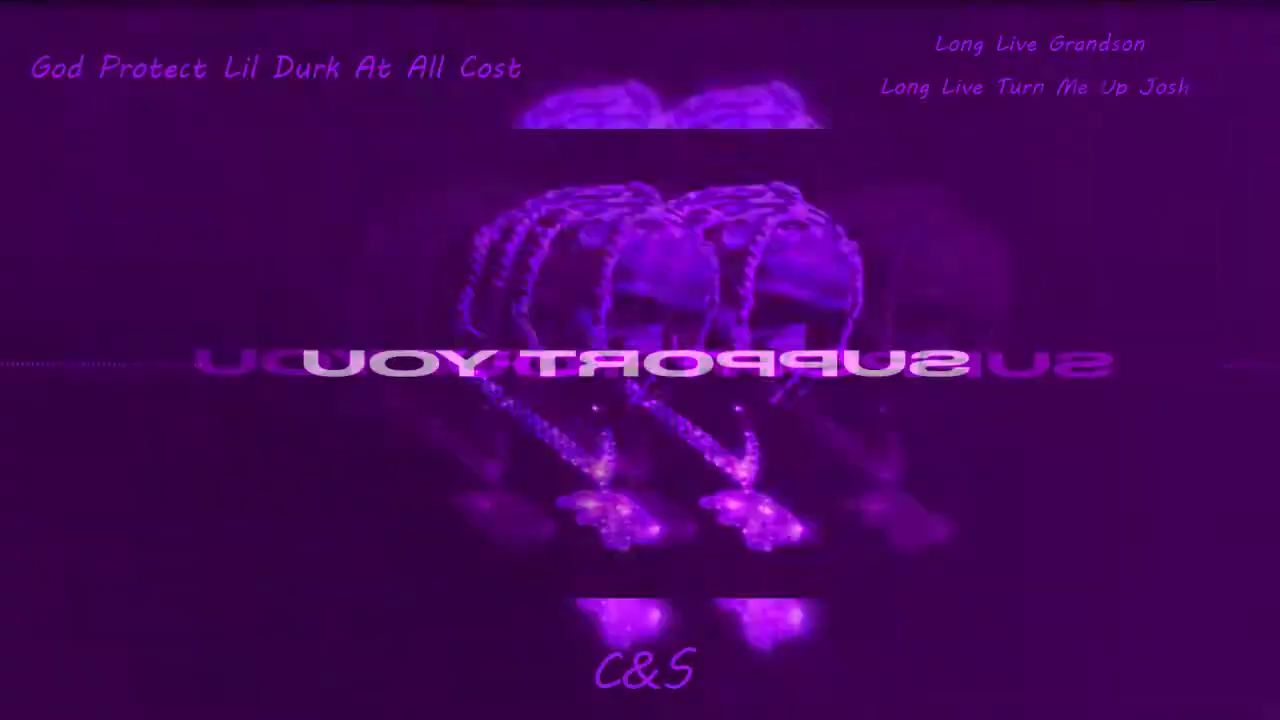 God Protect Lil Durk At All Cost
Long Live Grandson
Long Live Turn Me Up Josh
SUPPORT YOU
C&S